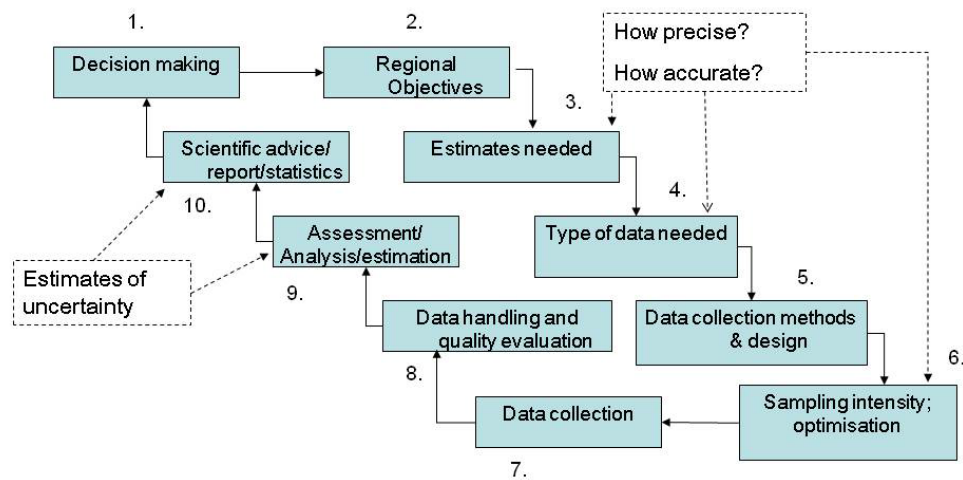 1.
Decision making
2.
Regional
Objectives
How precise?
How accurate?
3.
Estimates needed
Scientific advice/
report/statistics
10.
4.
Type of data needed
Assessment/
Analysis/estimation
9.
Estimates of
uncertainty
5.
Data collection methods
& design
Data handling and
quality evaluation
8.
6.
Sampling intensity;
optimisation
Data collection
7.